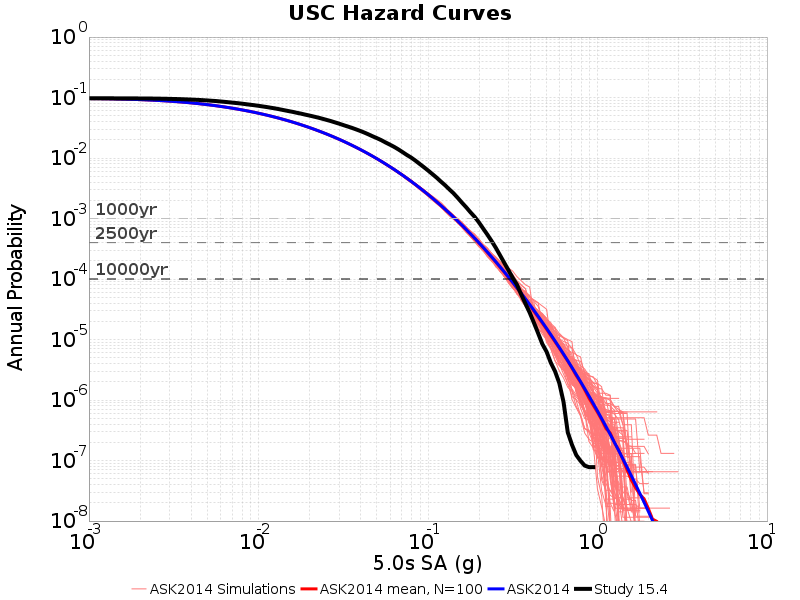 USC Hazard Curves
10^0
10^-1
10^-2
10^-3
10^-4
10^-5
10^-6
10^-7
10^-8
1000yr
2500yr
10000yr
Annual Probability
10^-3 10^-2 10^-1 10^0 10^1
5.0s SA (g)
ASK2014 Simulations ASK2014 mean, N=100 ASK2014 Study 15.4